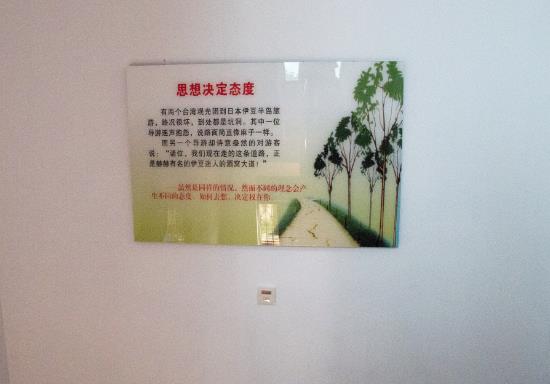 思想决定态度
有两个台湾观光团到日本伊豆半岛旅
游，路况很坏，到处都是坑洞。其中一位
导游连声抱怨，说路面简直像麻子一样。
而另一个导游却诗意盎然的对游客
说：“诸位，我们现在走的这条道路，正
是赫赫有名的伊豆迷人的酒窝大道！”
虽然是同样的情况，然而不同的理念会产
生不同的态度。如何去想，决定权在你。